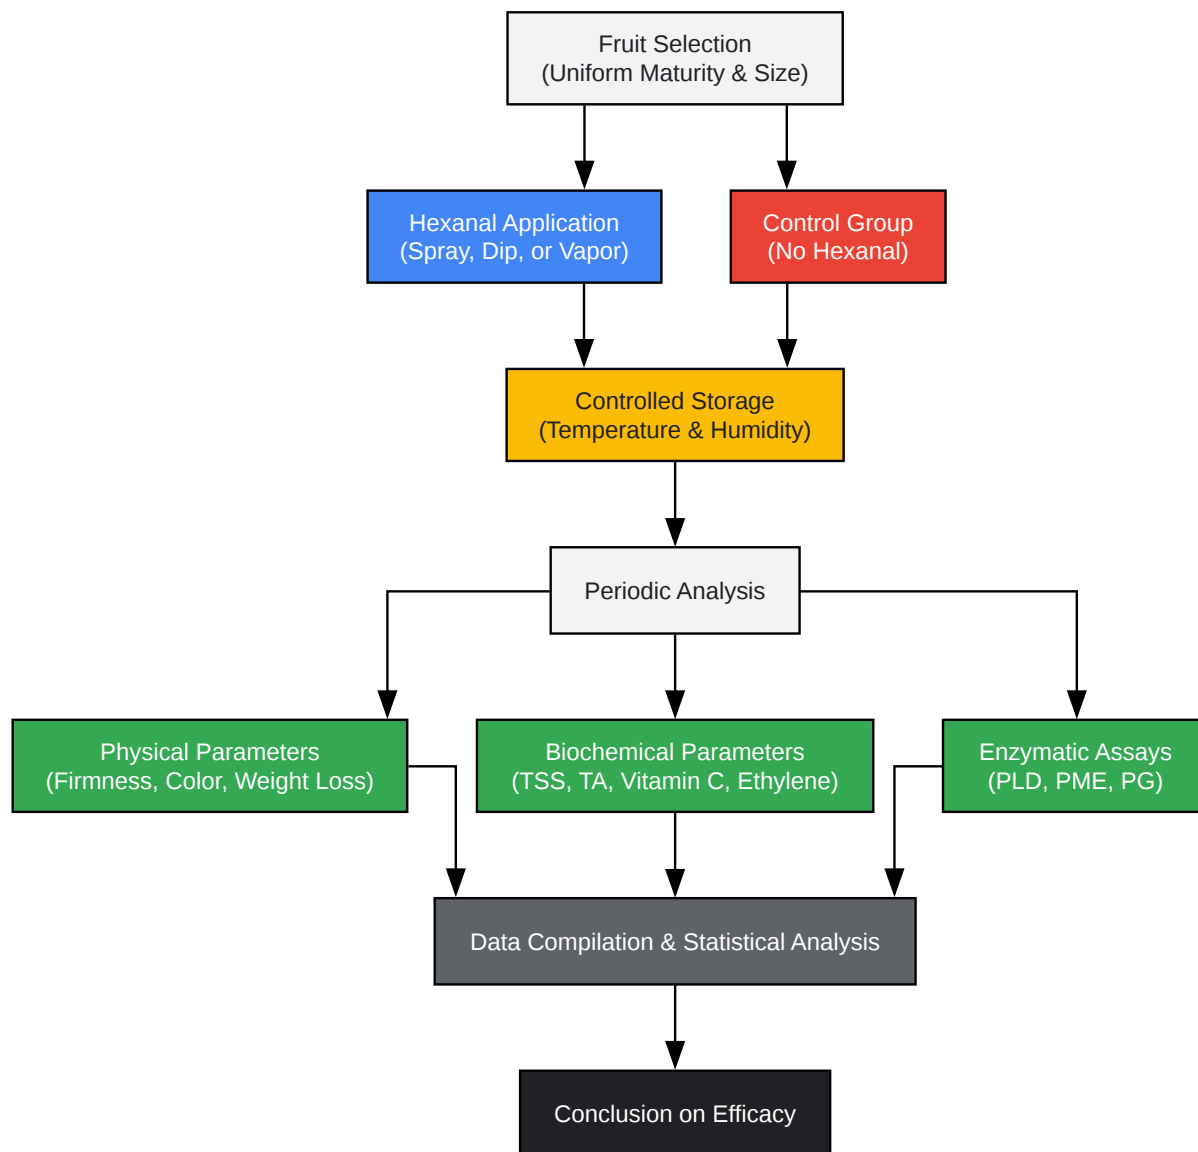 Fruit Selection
(Uniform Maturity & Size)
Hexanal Application
(Spray, Dip, or Vapor)
Control Group
(No Hexanal)
Controlled Storage
(Temperature & Humidity)
Periodic Analysis
Physical Parameters
(Firmness, Color, Weight Loss)
Biochemical Parameters
(TSS, TA, Vitamin C, Ethylene)
Enzymatic Assays
(PLD, PME, PG)
Data Compilation & Statistical Analysis
Conclusion on Efficacy